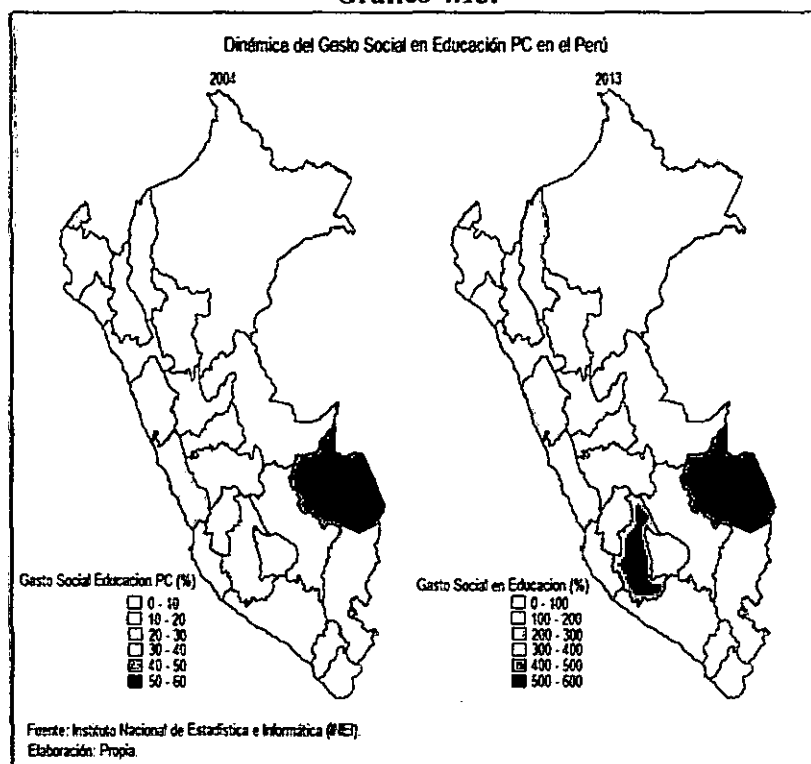 Dinámica del Gasto Social en Educación PC en el Perú
2004
2013
Gasto Social Educacion PC (%)
0 - 10
10 - 20
20 - 30
30 - 40
40 - 50
50 - 60
Gasto Social en Educacion (%)
0 - 100
100 - 200
200 - 300
300 - 400
400 - 500
500 - 600
Fuente: Instituto Nacional de Estadística e Informática (INEI).
Elaboración: Propia.